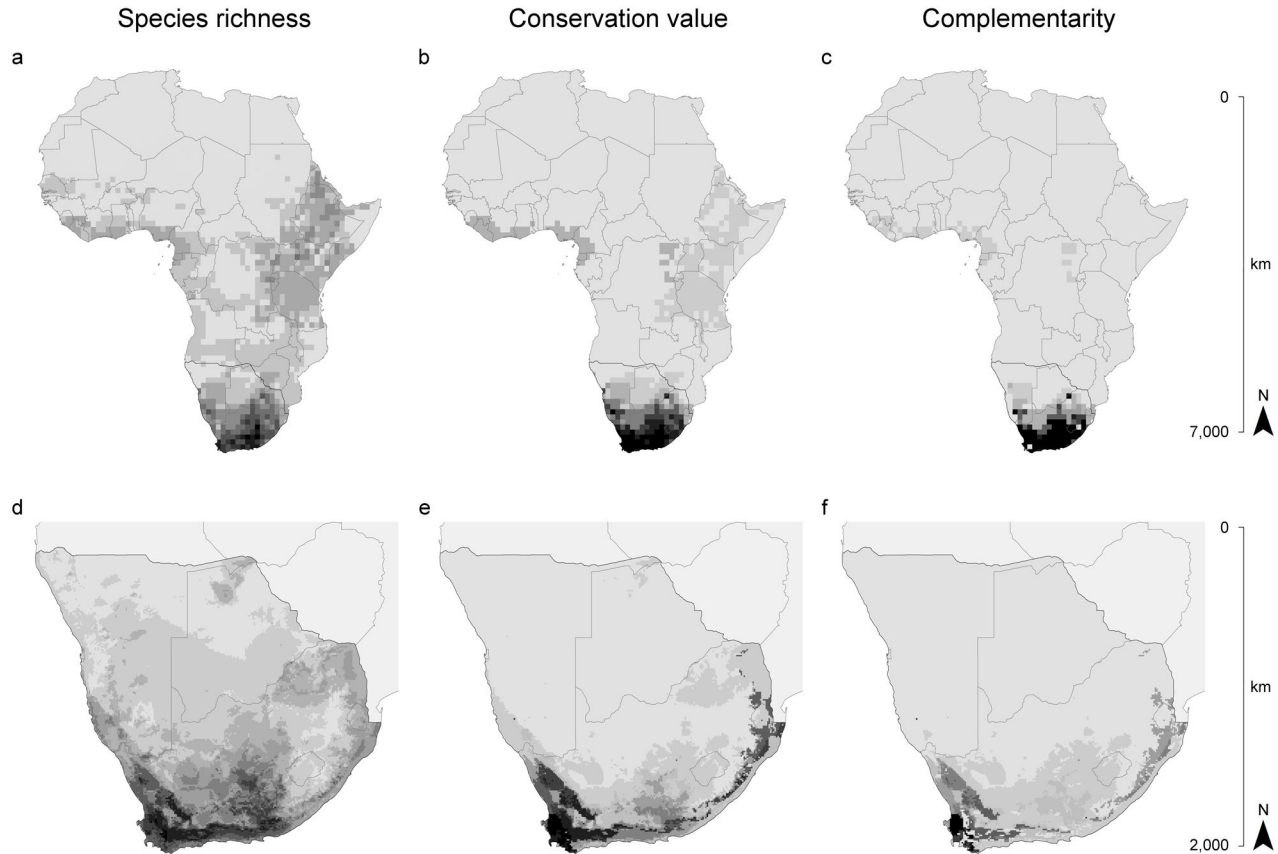 Species richness
Conservation value
Complementarity
a
b
c
0
km
N
7,000
d
e
f
0
km
N
2,000